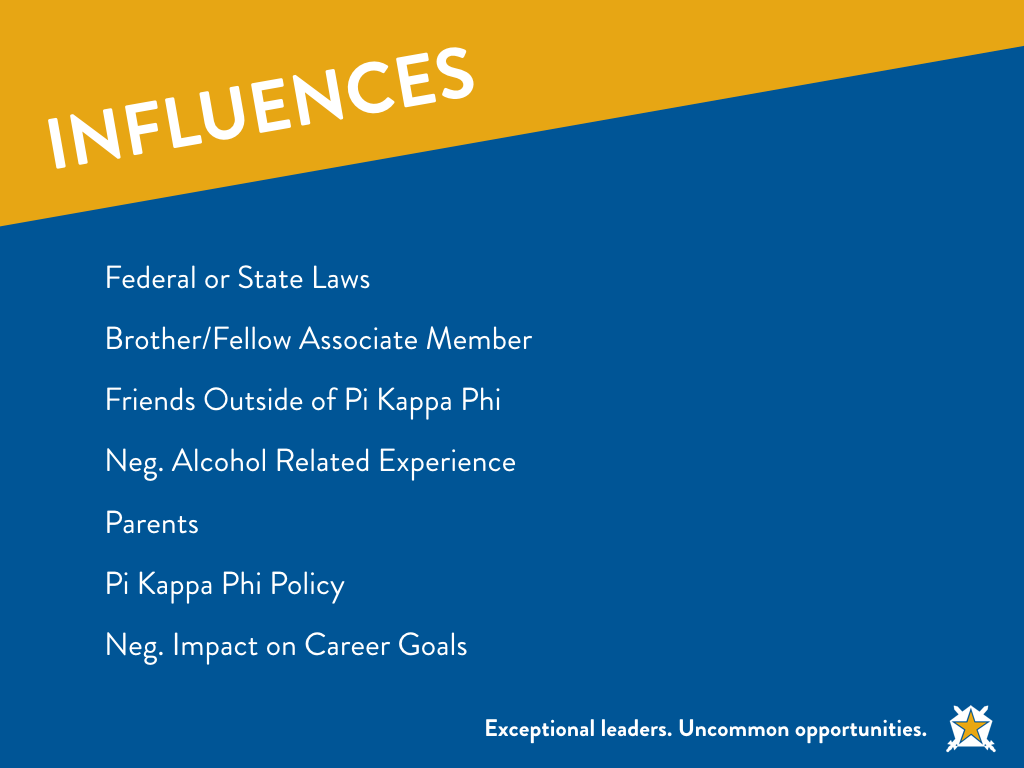 INFLUENCES
Federal or State Laws
Brother/Fellow Associate Member
Friends Outside of Pi Kappa Phi
Neg. Alcohol Related Experience
Parents
Pi Kappa Phi Policy
Neg. Impact on Career Goals
Exceptional leaders. Uncommon opportunities.